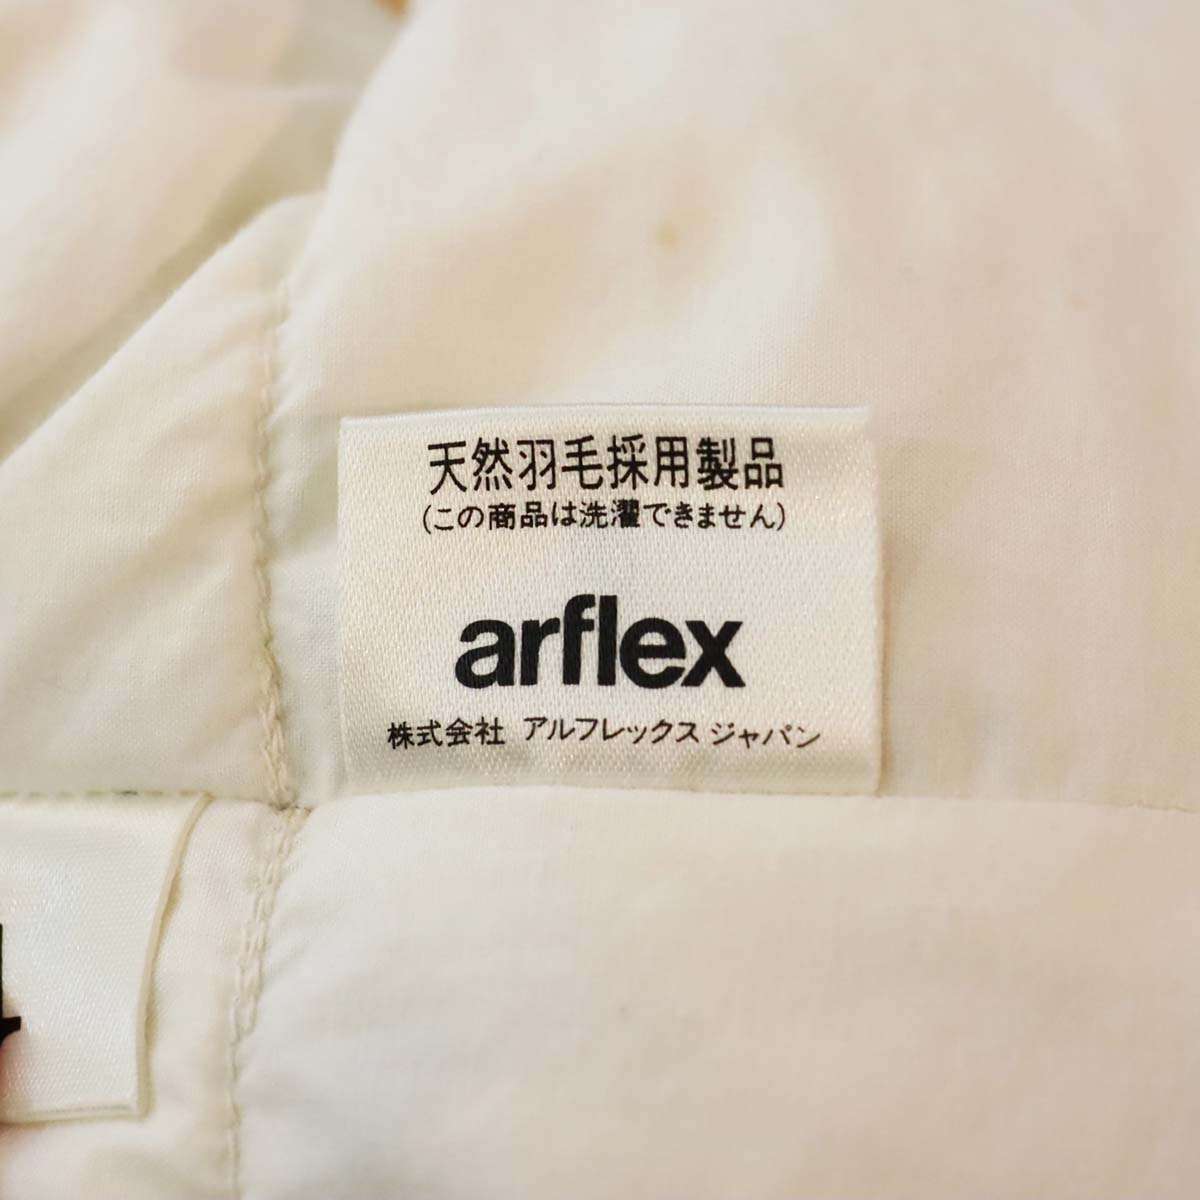 天然羽毛採用製品
(この商品は洗濯できません)
arflex
株式会社 アルフレックス ジャパン